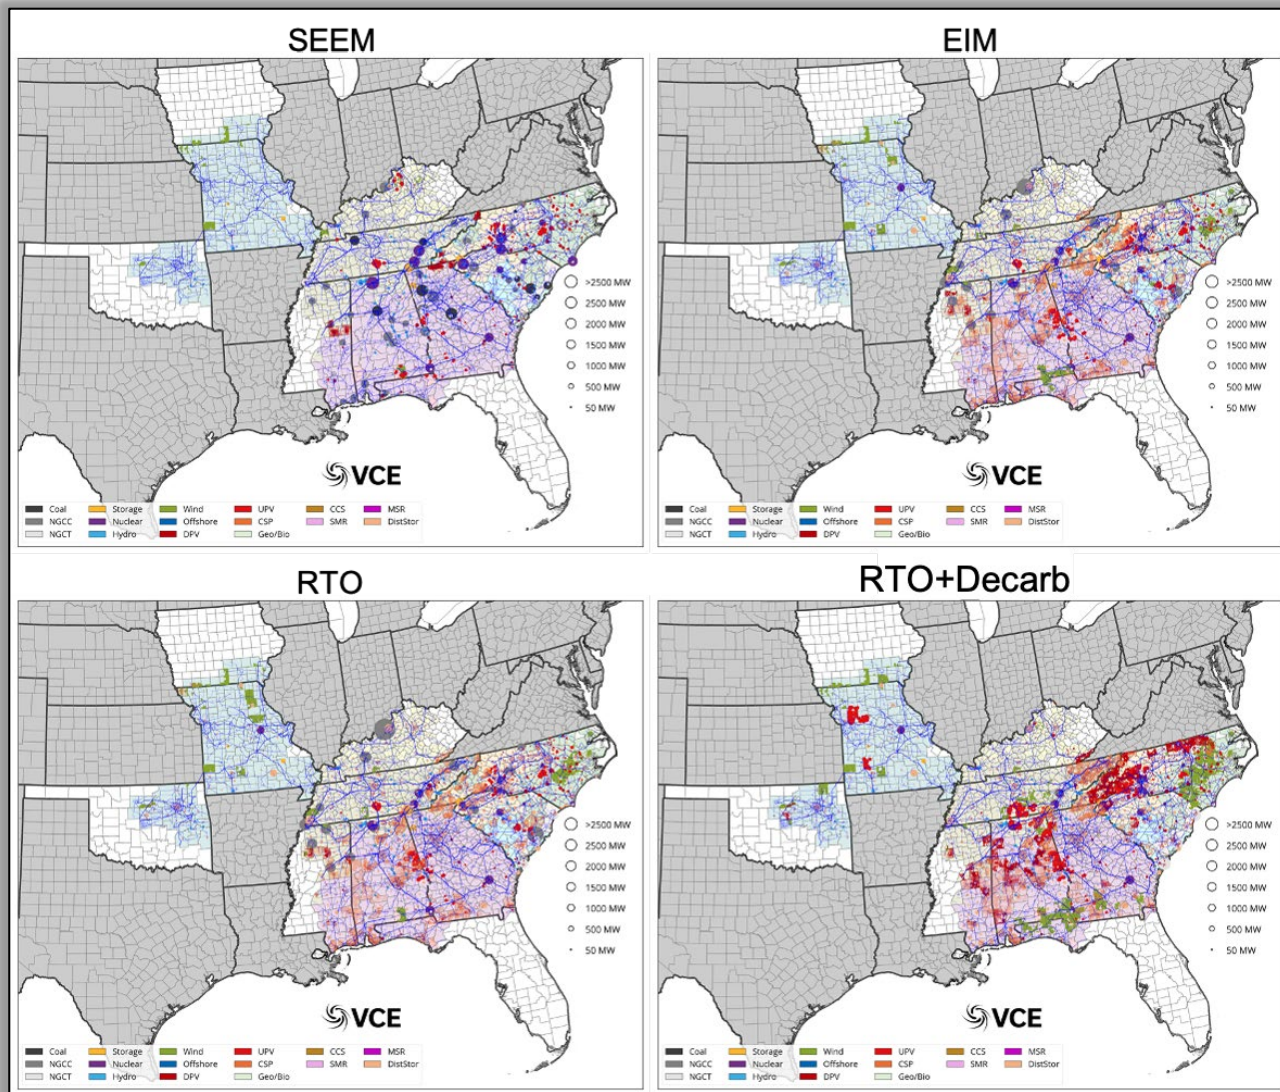 SEEM
EIM
>2500 MW
2500 MW
2000 MW
1500 MW
1000 MW
500 MW
50 MW
>2500 MW
2500 MW
2000 MW
1500 MW
1000 MW
500 MW
50 MW
VCE
VCE
Coal Storage Wind UPV CCS MSR
NGCC Nuclear Offshore CSP SMR DistStor
NGCT Hydro DPV Geo/Bio
Coal Storage Wind UPV CCS MSR
NGCC Nuclear Offshore CSP SMR DistStor
NGCT Hydro DPV Geo/Bio
RTO
RTO+Decarb
>2500 MW
2500 MW
2000 MW
1500 MW
1000 MW
500 MW
50 MW
>2500 MW
2500 MW
2000 MW
1500 MW
1000 MW
500 MW
50 MW
VCE
VCE
Coal Storage Wind UPV CCS MSR
NGCC Nuclear Offshore CSP SMR DistStor
NGCT Hydro DPV Geo/Bio
Coal Storage Wind UPV CCS MSR
NGCC Nuclear Offshore CSP SMR DistStor
NGCT Hydro DPV Geo/Bio